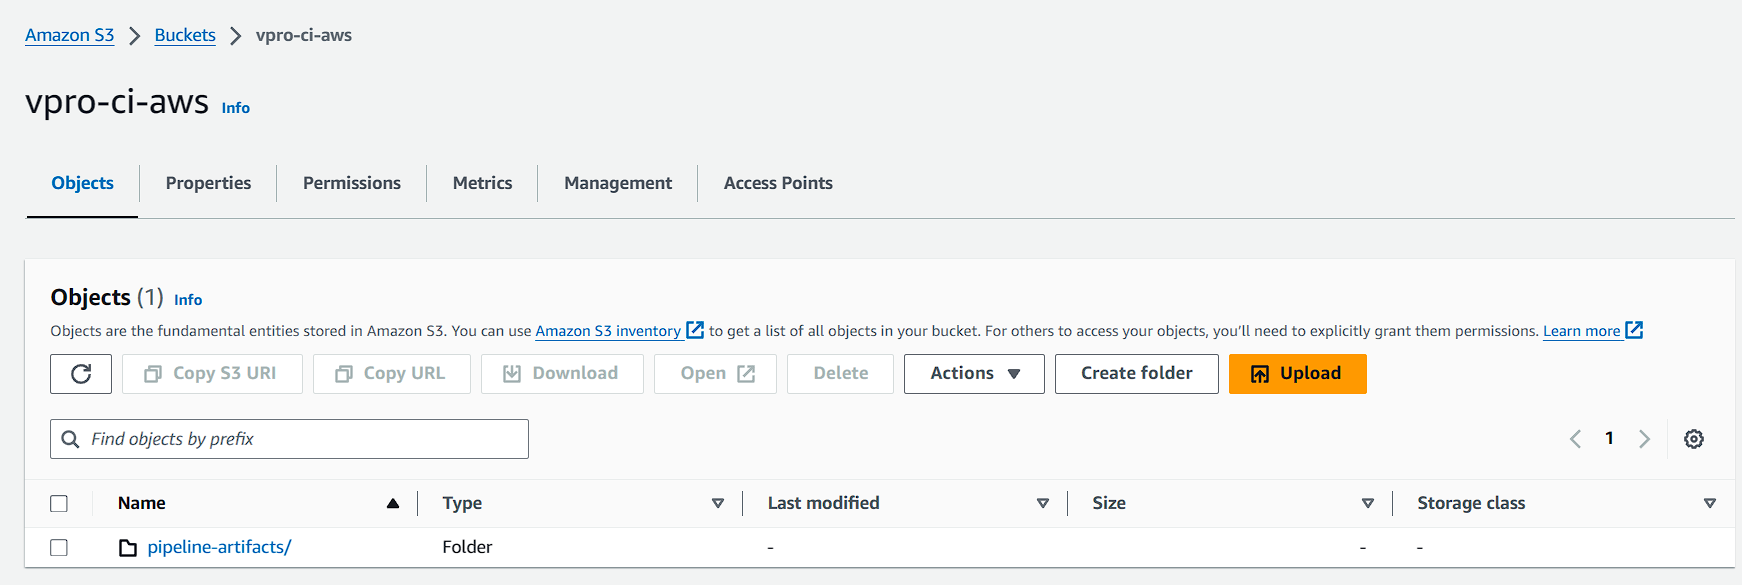 Amazon S3 > Buckets > vpro-ci-aws
vpro-ci-aws Info
Objects Properties Permissions Metrics Management Access Points
Objects (1) Info
Objects are the fundamental entities stored in Amazon S3. You can use Amazon S3 inventory to get a list of all objects in your bucket. For others to access your objects, you'll need to explicitly grant them permissions. Learn more
Copy S3 URI Copy URL Download Open Delete Actions Create folder Upload
Find objects by prefix 1
Name Type Last modified Size Storage class
pipeline-artifacts/ Folder - - -